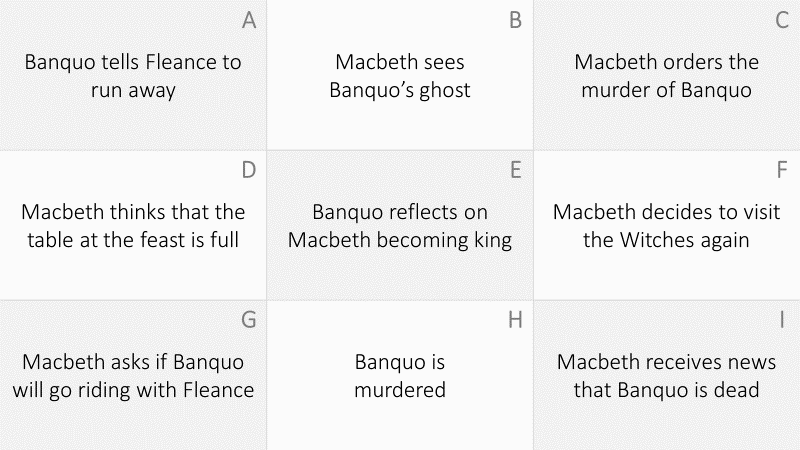 A
Banquo tells Fleance to
run away
B
Macbeth sees
Banquo’s ghost
C
Macbeth orders the
murder of Banquo
D
Macbeth thinks that the
table at the feast is full
E
Banquo reflects on
Macbeth becoming king
F
Macbeth decides to visit
the Witches again
G
Macbeth asks if Banquo
will go riding with Fleance
H
Banquo is
murdered
I
Macbeth receives news
that Banquo is dead